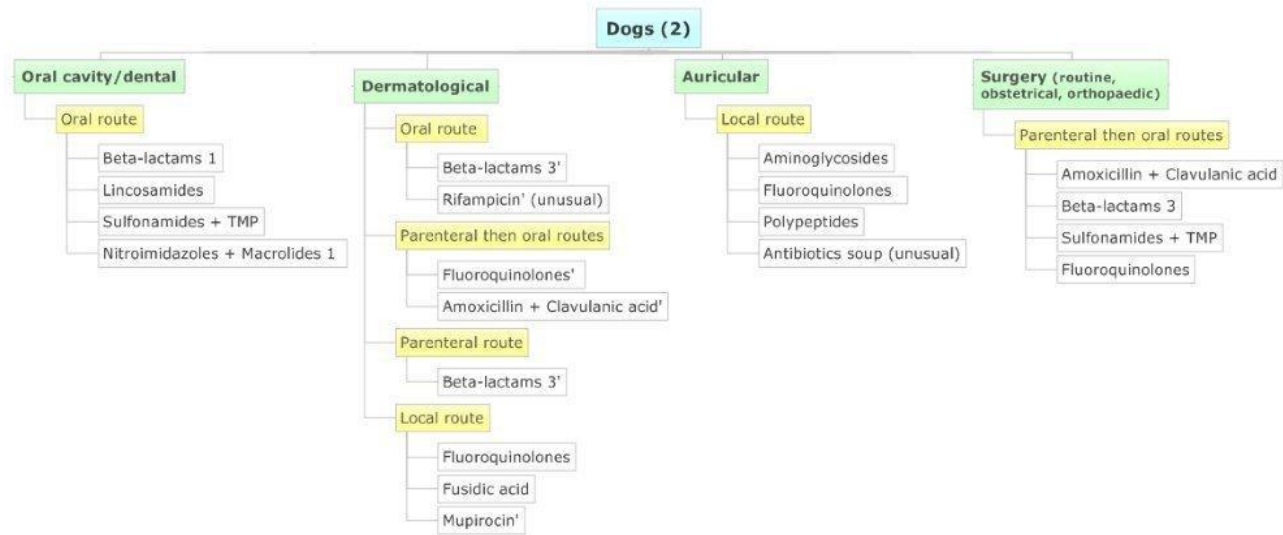 Dogs (2)
Oral cavity/dental
Oral route
Beta-lactams 1
Lincosamides
Sulfonamides + TMP
Nitroimidazoles + Macrolides 1
Dermatological
Oral route
Beta-lactams 3'
Rifampicin' (unusual)
Parenteral then oral routes
Fluoroquinolones'
Amoxicillin + Clavulanic acid'
Parenteral route
Beta-lactams 3'
Local route
Fluoroquinolones
Fusidic acid
Mupirocin'
Auricular
Local route
Aminoglycosides
Fluoroquinolones
Polypeptides
Antibiotics soup (unusual)
Surgery (routine,
obstetrical, orthopaedic)
Parenteral then oral routes
Amoxicillin + Clavulanic acid
Beta-lactams 3
Sulfonamides + TMP
Fluoroquinolones